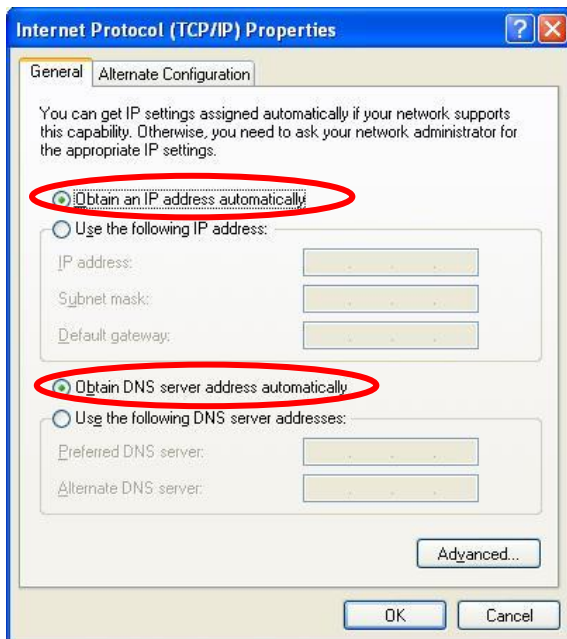 Internet Protocol (TCP/IP) Properties
General Alternate Configuration
You can get IP settings assigned automatically if your network supports
this capability. Otherwise, you need to ask your network administrator for
the appropriate IP settings.
Obtain an IP address automatically
Use the following IP address:
IP address:
Subnet mask:
Default gateway:
Obtain DNS server address automatically
Use the following DNS server addresses:
Preferred DNS server:
Alternate DNS server:
Advanced...
OK Cancel